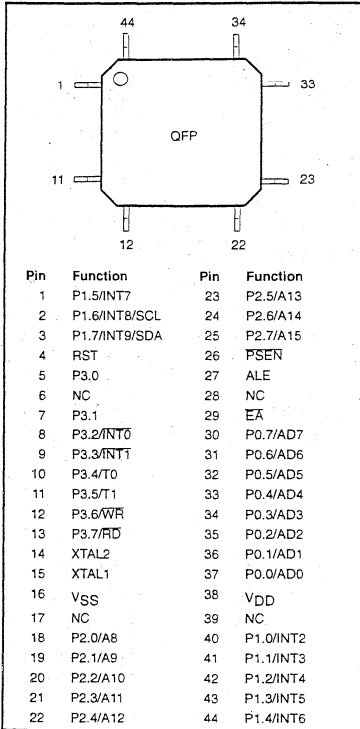 44 34
1 33
QFP
11 23
12 22
Pin Function Pin Function
1 P1.5/INT7 23 P2.5/A13
2 P1.6/INT8/SCL 24 P2.6/A14
3 P1.7/INT9/SDA 25 P2.7/A15
4 RST 26 PSEN
5 P3.0 27 ALE
6 NC 28 NC
7 P3.1 29 EA
8 P3.2/INT0 30 P0.7/AD7
9 P3.3/INT1 31 P0.6/AD6
10 P3.4/T0 32 P0.5/AD5
11 P3.5/T1 33 P0.4/AD4
12 P3.6/WR 34 P0.3/AD3
13 P3.7/RD 35 P0.2/AD2
14 XTAL2 36 P0.1/AD1
15 XTAL1 37 P0.0/AD0
16 VSS 38 VDD
17 NC 39 NC
18 P2.0/A8 40 P1.0/INT2
19 P2.1/A9 41 P1.1/INT3
20 P2.2/A10 42 P1.2/INT4
21 P2.3/A11 43 P1.3/INT5
22 P2.4/A12 44 P1.4/INT6